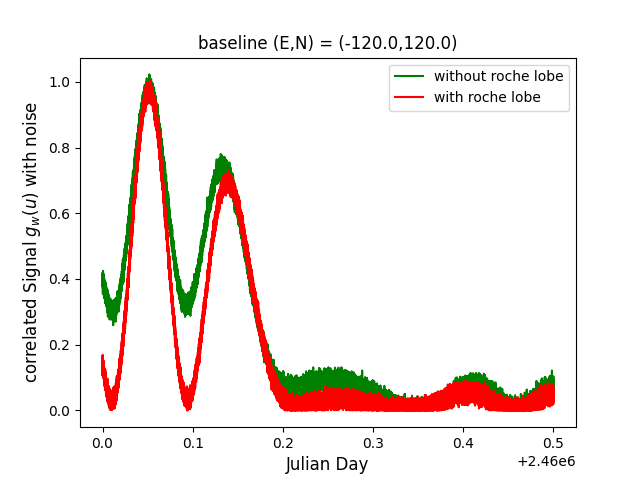 baseline (E,N) = (-120.0,120.0)
without roche lobe
with roche lobe
correlated Signal g_w(u) with noise
1.0
0.8
0.6
0.4
0.2
0.0
0.0 0.1 0.2 0.3 0.4 0.5
Julian Day
+2.46e6